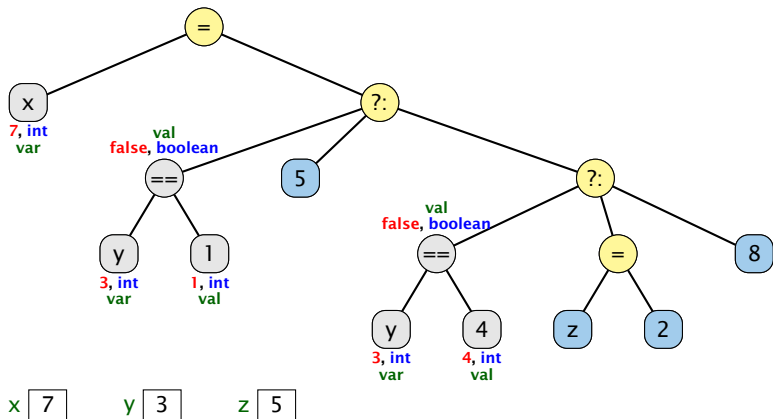 =
x
7, int
var
?:
val
false, boolean
==
5
?:
y
3, int
var
1
1, int
val
val
false, boolean
==
=
8
y
3, int
var
4
4, int
val
z
2
x 7 y 3 z 5